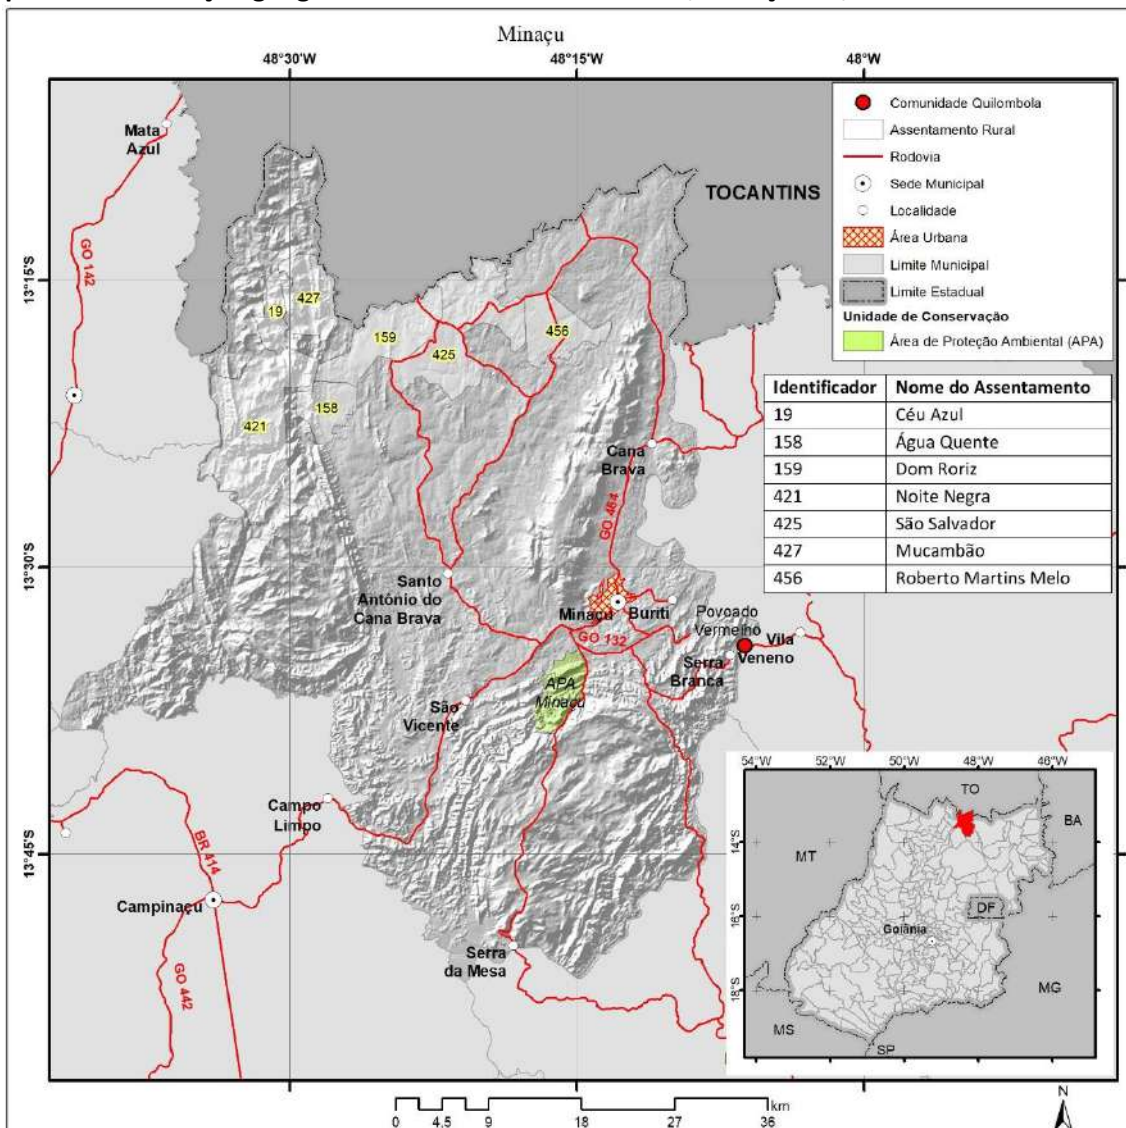 Minaçu
48°30'W
48°15'W
48°W
Comunidade Quilombola
Assentamento Rural
Rodovia
Sede Municipal
Localidade
Área Urbana
Limite Municipal
Limite Estadual
Unidade de Conservação
Área de Proteção Ambiental (APA)
Mata
Azul
TOCANTINS
GO 142
13°15'S
427
19
159
425
456
158
421
Identificador Nome do Assentamento
19 Céu Azul
158 Água Quente
159 Dom Roriz
421 Noite Negra
425 São Salvador
427 Mucambão
456 Roberto Martins Melo
Cana
Brava
GO 464
13°30'S
Santo
Antônio do
Cana Brava
Minaçu
Buriti
Povoado
Vermelho
Vila
Veneno
GO 132
Serra
Branca
APA
Minaçu
São
Vicente
Campo
Limpo
13°45'S
BR 414
Campinaçu
GO 442
Serra
da Mesa
54°W
52°W
50°W
48°W
46°W
TO
BA
MT
14°S
DF
16°S
Goiânia
18°S
MG
MS
SP
0 4,5 9 18 27 36
km
N